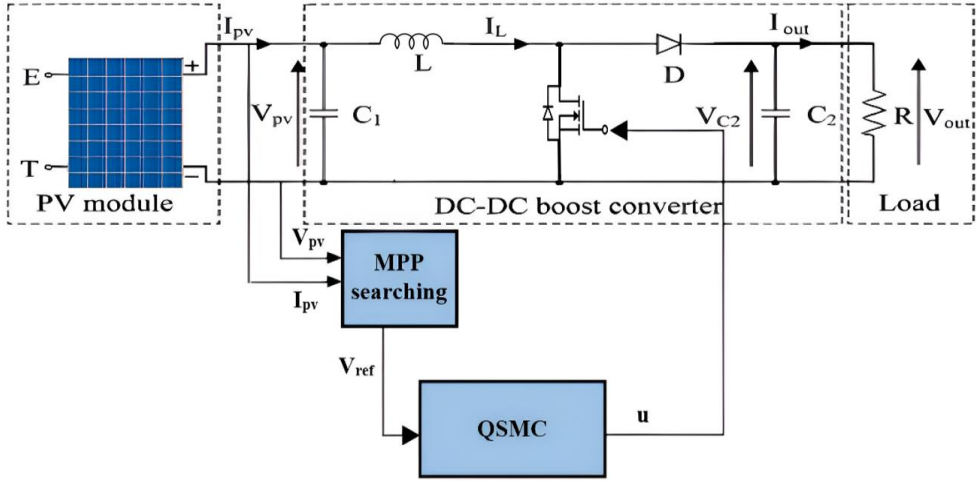 I_pv
I_L
I_out
L
D
E
+
V_pv
C_1
V_C2
C_2
R
V_out
T
−
PV module
DC-DC boost converter
Load
V_pv
MPP
searching
I_pv
V_ref
u
QSMC